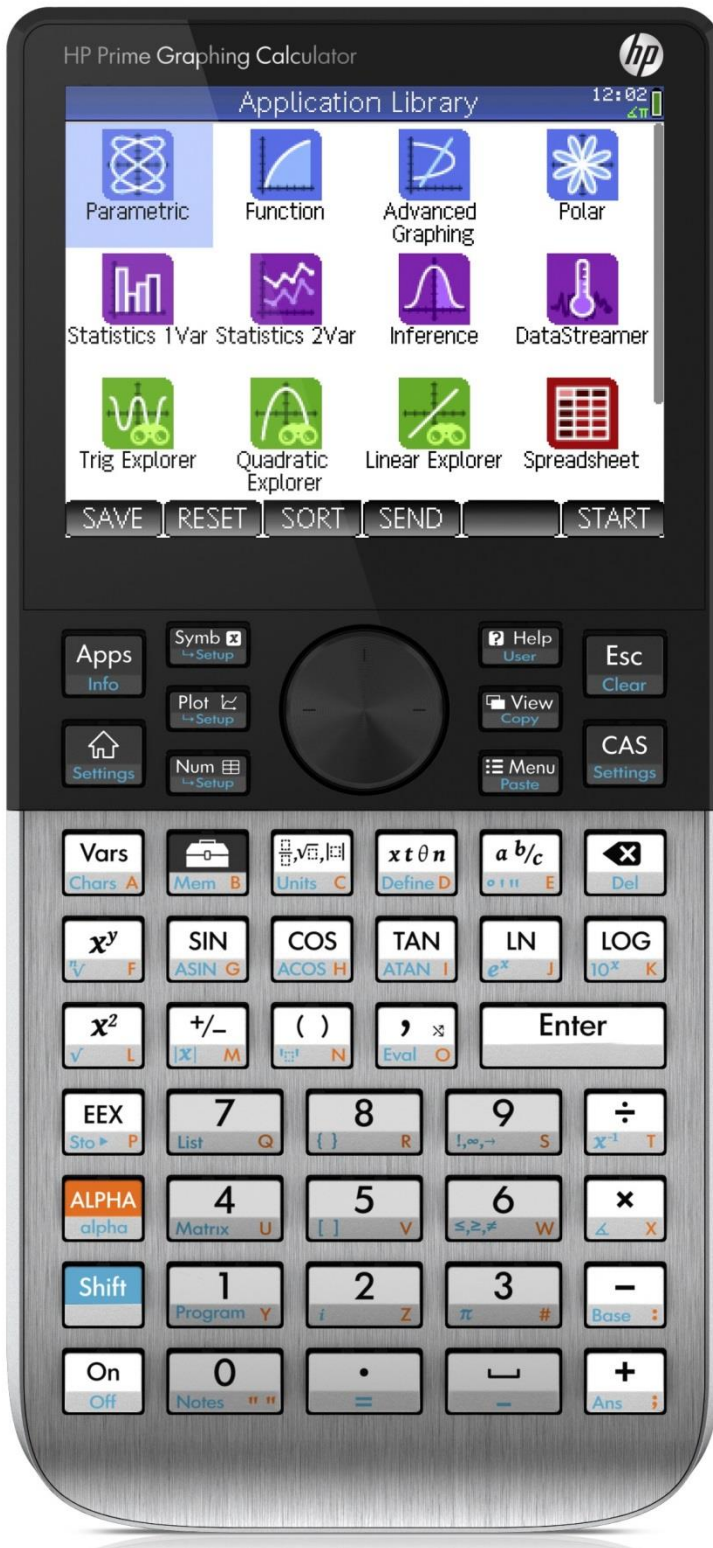 HP Prime Graphing Calculator
hp
Application Library
12:02
∡π
Parametric Function Advanced Graphing Polar
Statistics 1Var Statistics 2Var Inference DataStreamer
Trig Explorer Quadratic Explorer Linear Explorer Spreadsheet
SAVE RESET SORT SEND START
Apps
Info
Symb
↪Setup
Help
User
Esc
Clear
Plot
↪Setup
View
Copy
Settings
Num
↪Setup
Menu
Paste
CAS
Settings
Vars x t θ n a b/c
Chars A Mem B Units C Define D ° ' '' E Del
xʸ SIN COS TAN LN LOG
ⁿ√ F ASIN G ACOS H ATAN I eˣ J 10ˣ K
x² +/− ( ) , Enter
√ L |x| M N Eval O
EEX 7 8 9 ÷
Sto ► P List Q { } R !,∞,→ S x⁻¹ T
ALPHA 4 5 6 ×
alpha Matrix U [ ] V ≤,≥,≠ W ∡ X
Shift 1 2 3 −
Program Y i Z π # Base :
On 0 . ␣ +
Off Notes " " = _ Ans ;